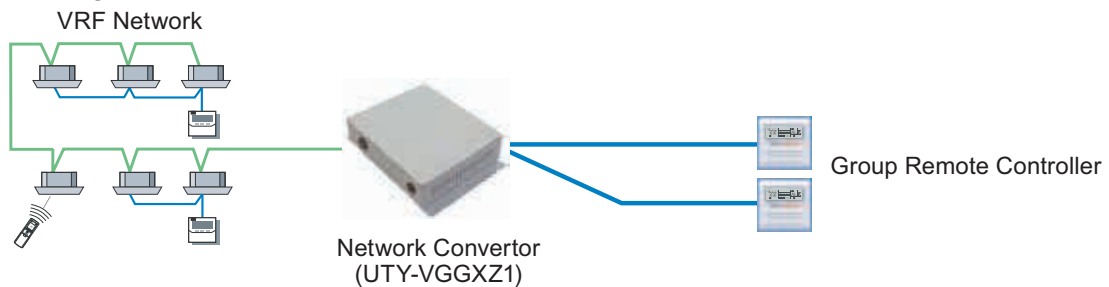 VRF Network
Group Remote Controller
Network Convertor
(UTY-VGGXZ1)